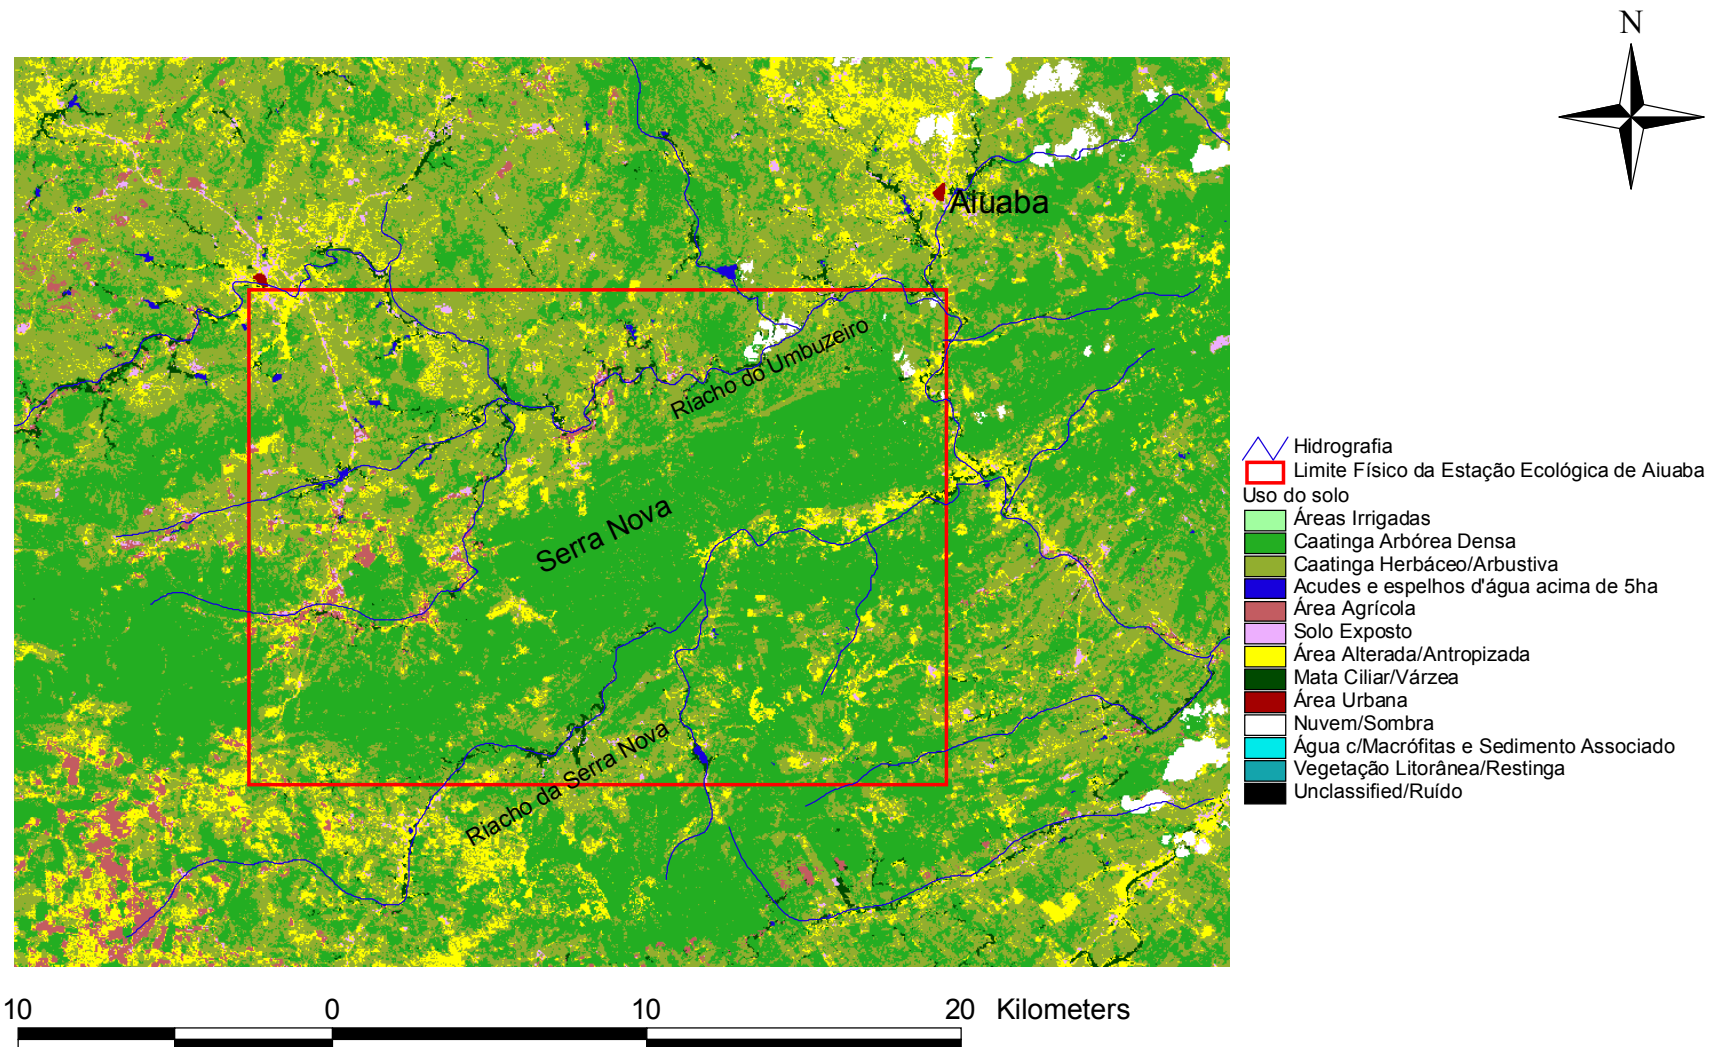 N
Aiuaba
Riacho do Umbuzeiro
Serra Nova
Riacho da Serra Nova
Hidrografia
Limite Físico da Estação Ecológica de Aiuaba
Uso do solo
Áreas Irrigadas
Caatinga Arbórea Densa
Caatinga Herbáceo/Arbustiva
Acudes e espelhos d'água acima de 5ha
Área Agrícola
Solo Exposto
Área Alterada/Antropizada
Mata Ciliar/Várzea
Área Urbana
Nuvem/Sombra
Água c/Macrófitas e Sedimento Associado
Vegetação Litorânea/Restinga
Unclassified/Ruído
10 0 10 20 Kilometers